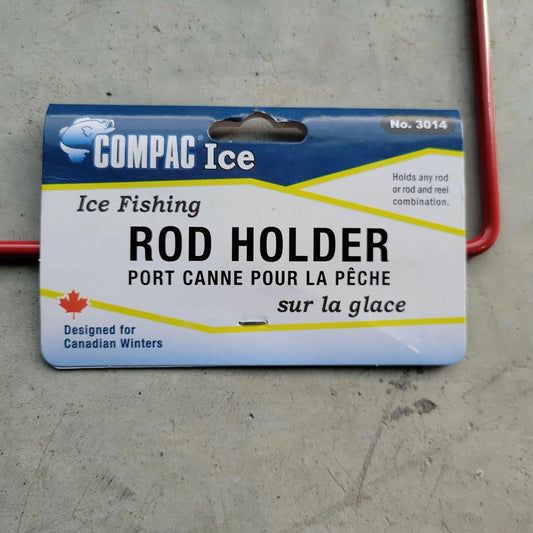 COMPAC® Ice
No. 3014
Holds any rod
or rod and reel
combination.
Ice Fishing
ROD HOLDER
PORT CANNE POUR LA PÊCHE
sur la glace
Designed for
Canadian Winters